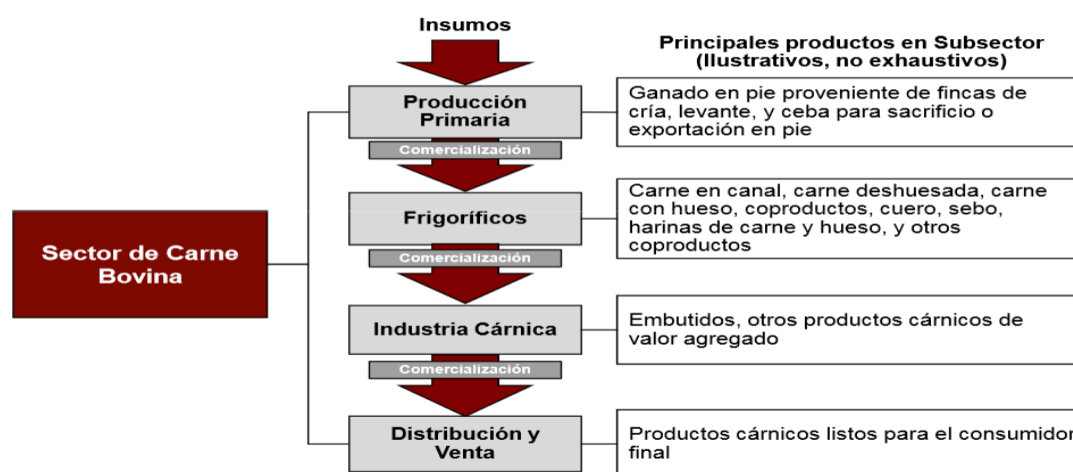 Insumos
Principales productos en Subsector
(Ilustrativos, no exhaustivos)
Producción
Primaria
Ganado en pie proveniente de fincas de
cría, levante, y ceba para sacrificio o
exportación en pie
Comercialización
Frigoríficos
Carne en canal, carne deshuesada, carne
con hueso, coproductos, cuero, sebo,
harinas de carne y hueso, y otros
coproductos
Sector de Carne
Bovina
Comercialización
Industria Cárnica
Embutidos, otros productos cárnicos de
valor agregado
Comercialización
Distribución y
Venta
Productos cárnicos listos para el consumidor
final